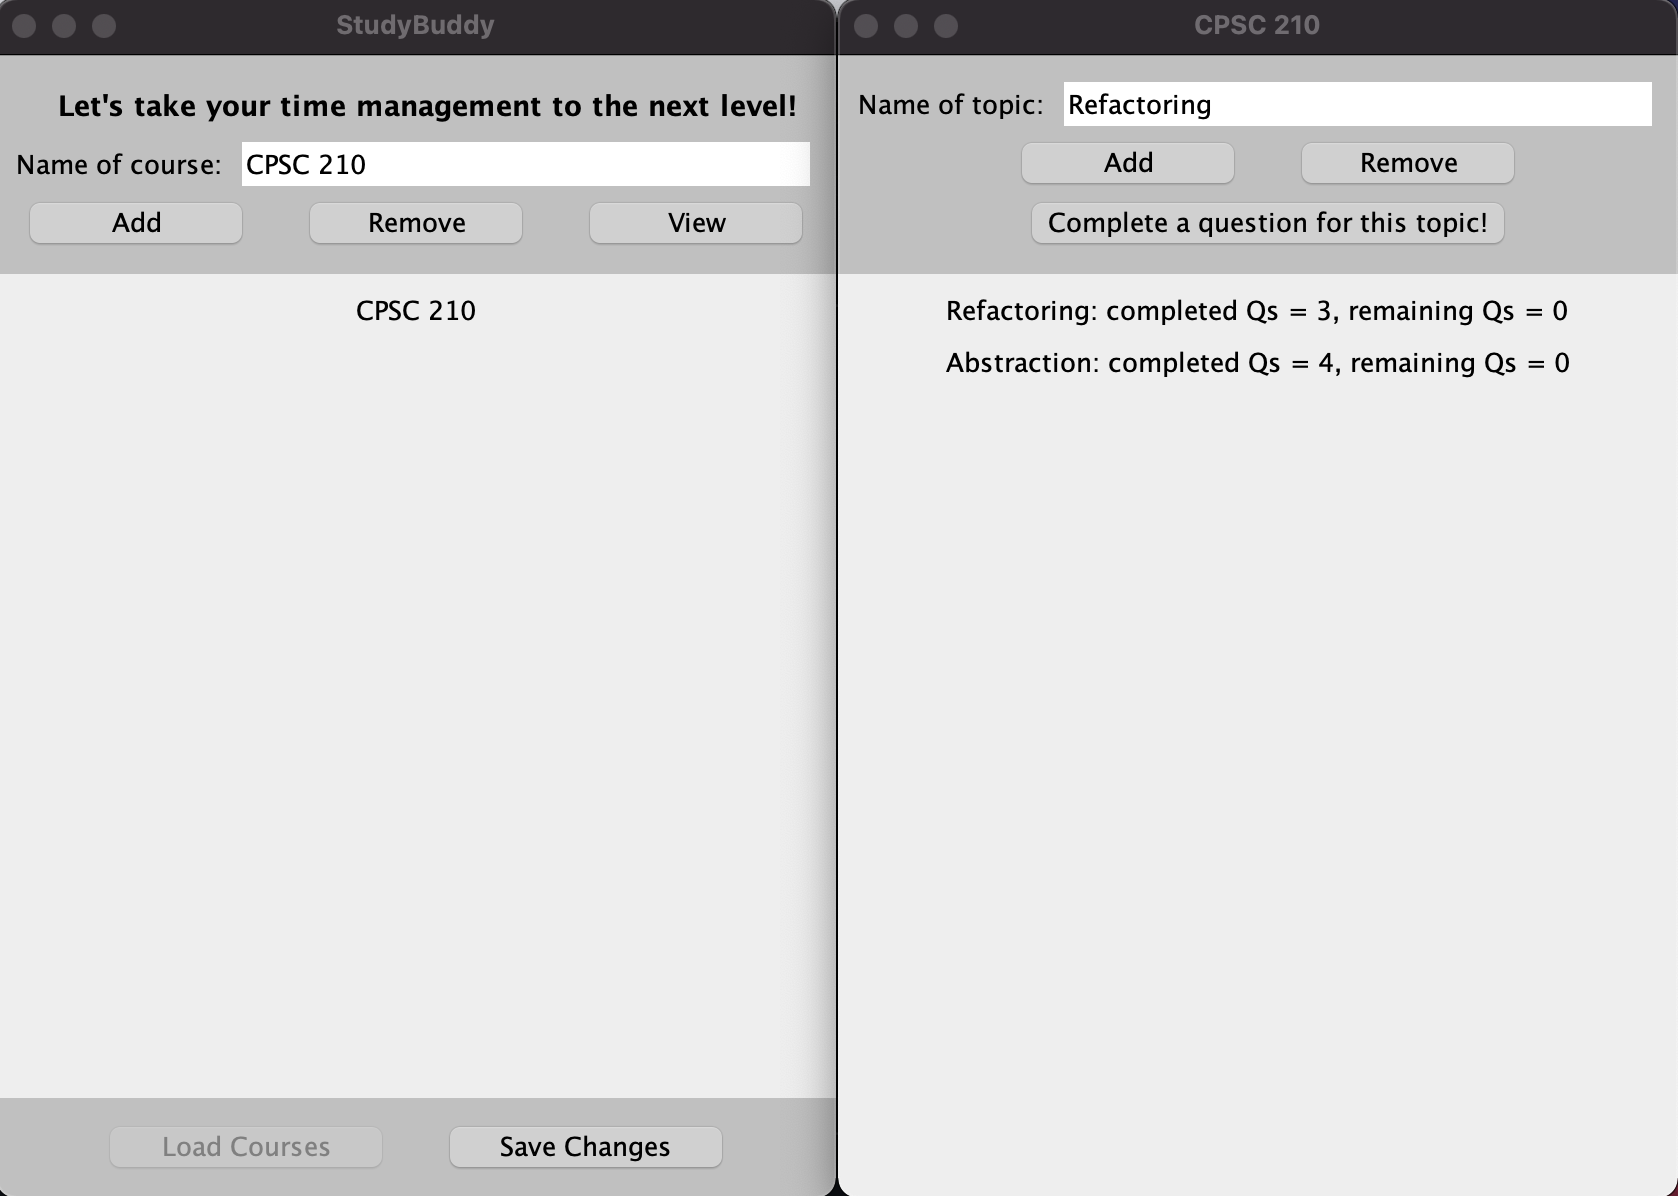 StudyBuddy
Let's take your time management to the next level!
Name of course: CPSC 210
Add Remove View
CPSC 210
Load Courses Save Changes
CPSC 210
Name of topic: Refactoring
Add Remove
Complete a question for this topic!
Refactoring: completed Qs = 3, remaining Qs = 0
Abstraction: completed Qs = 4, remaining Qs = 0